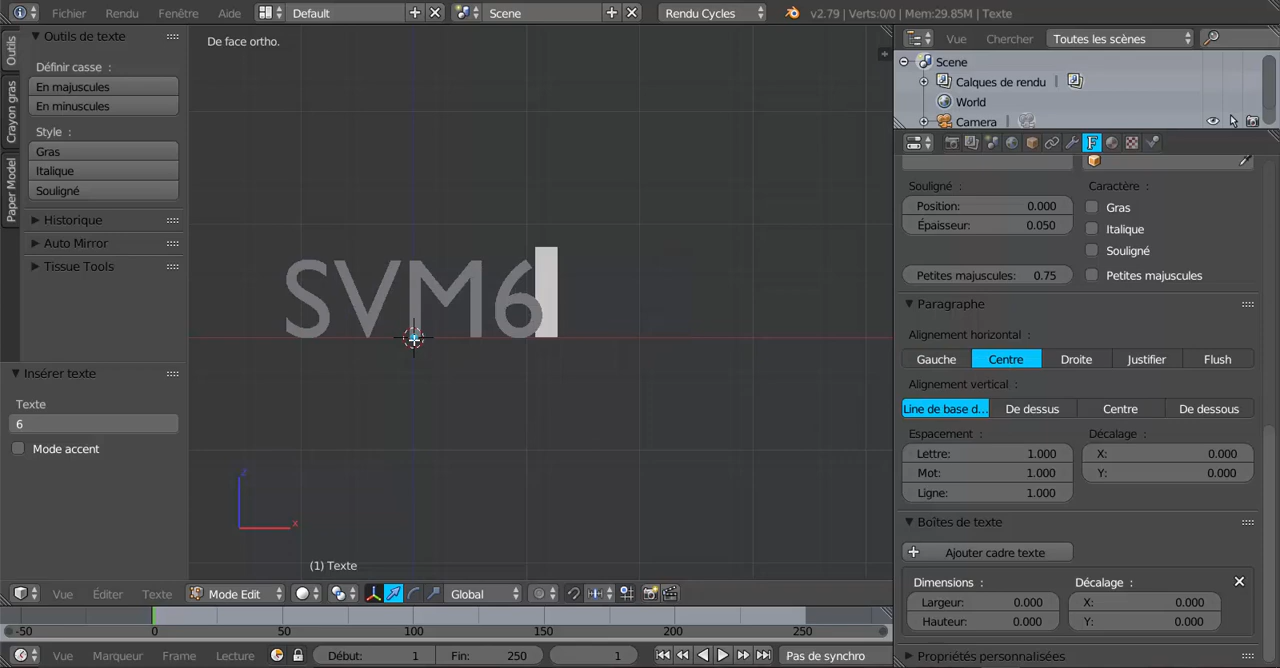 Fichier Rendu Fenêtre Aide Default Scene Rendu Cycles v2.79 | Verts:0/0 | Mem:29.85M | Texte
Outils
Crayon gras
Paper Model
Outils de texte
Définir casse :
En majuscules
En minuscules
Style :
Gras
Italique
Souligné
Historique
Auto Mirror
Tissue Tools
Insérer texte
Texte
6
Mode accent
De face ortho.
SVM6
z
x
(1) Texte
Vue Éditer Texte Mode Edit Global
-50 0 50 100 150 200 250
Vue Marqueur Frame Lecture Début: 1 Fin: 250 1 Pas de synchro
Vue Chercher Toutes les scènes
Scene
Calques de rendu
World
Camera
F
Souligné : Caractère :
Position: 0.000 Gras
Épaisseur: 0.050 Italique
Souligné
Petites majuscules: 0.75 Petites majuscules
Paragraphe
Alignement horizontal :
Gauche Centre Droite Justifier Flush
Alignement vertical :
Line de base d... De dessus Centre De dessous
Espacement : Décalage :
Lettre: 1.000 X: 0.000
Mot: 1.000 Y: 0.000
Ligne: 1.000
Boîtes de texte
Ajouter cadre texte
Dimensions : Décalage :
Largeur: 0.000 X: 0.000
Hauteur: 0.000 Y: 0.000
Propriétés personnalisées